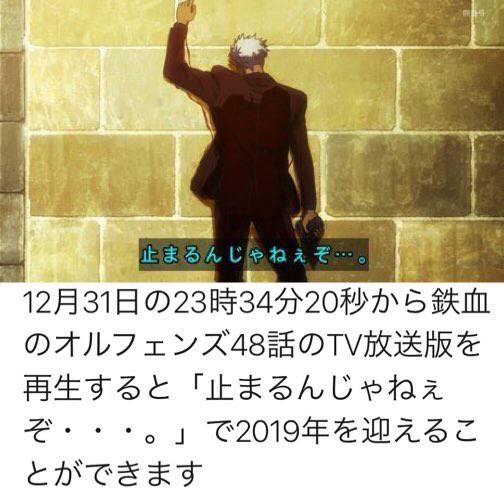 止まるんじゃねぇぞ…。
12月31日の23時34分20秒から鉄血
のオルフェンズ48話のTV放送版を
再生すると「止まるんじゃねぇ
ぞ・・・。」で2019年を迎えるこ
とができます